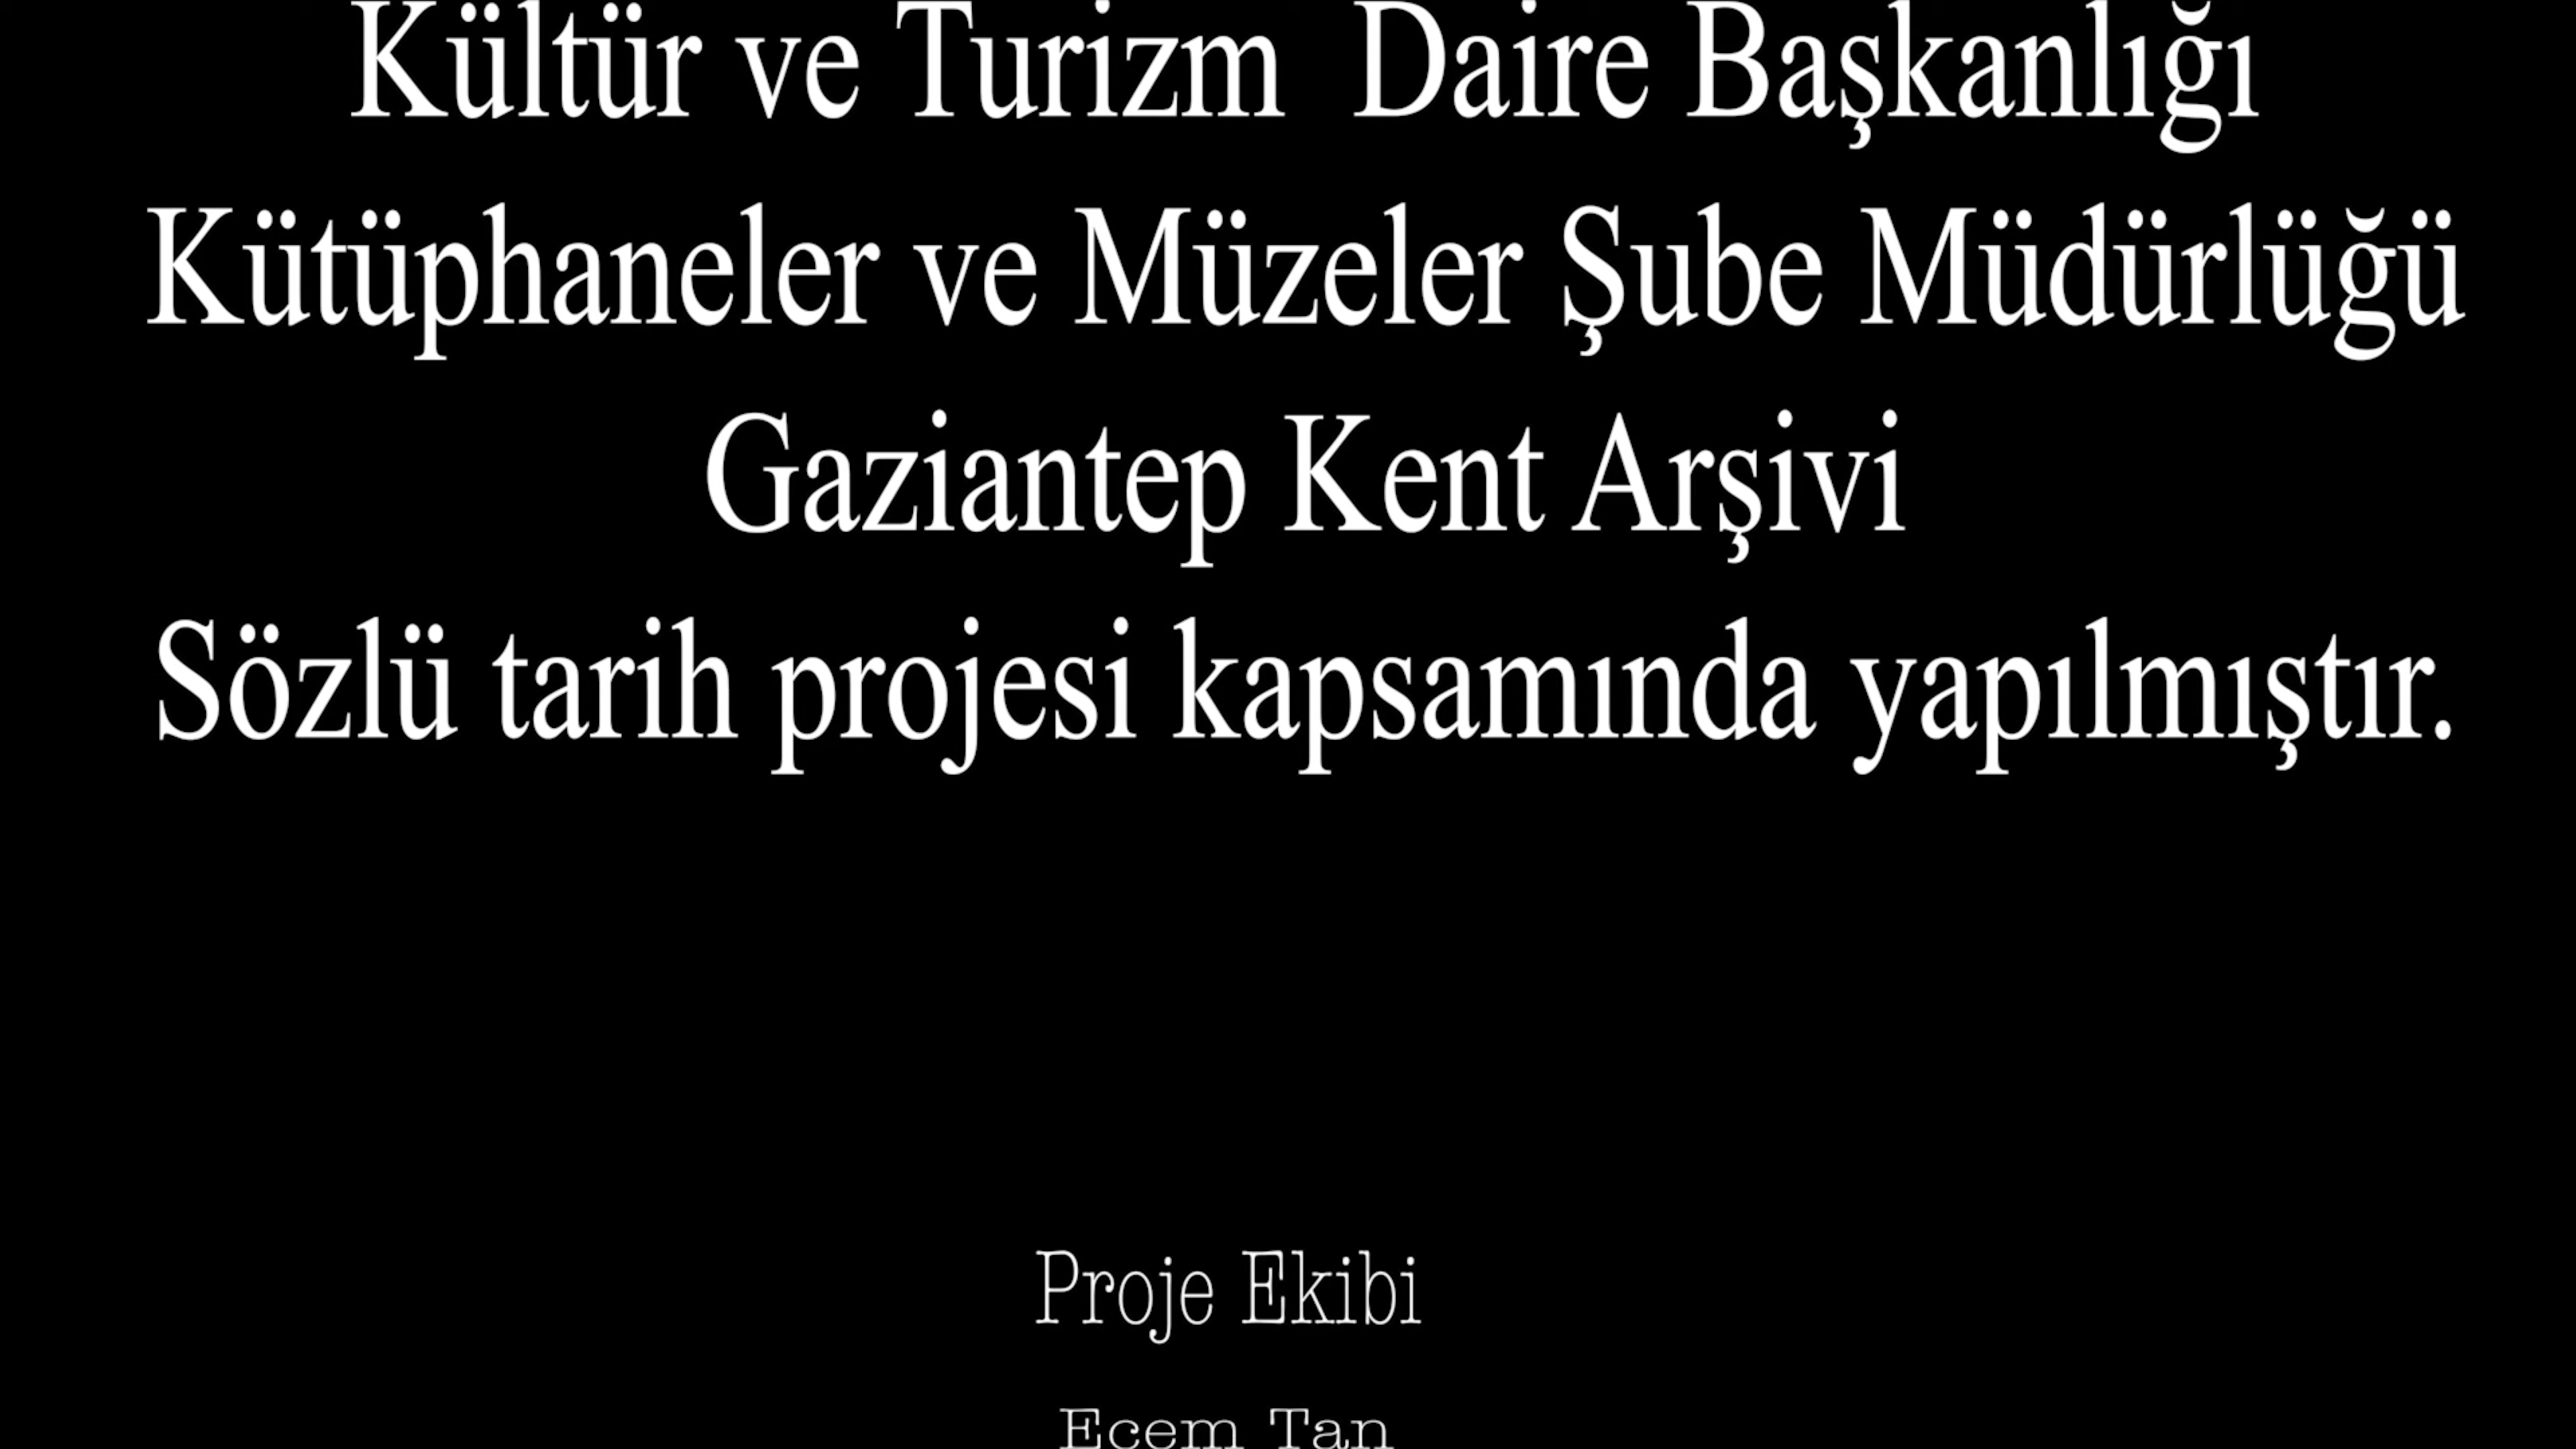 Kültür ve Turizm  Daire Başkanlığı
Kütüphaneler ve Müzeler Şube Müdürlüğü
Gaziantep Kent Arşivi
Sözlü tarih projesi kapsamında yapılmıştır.
Proje Ekibi
Ecem Tan